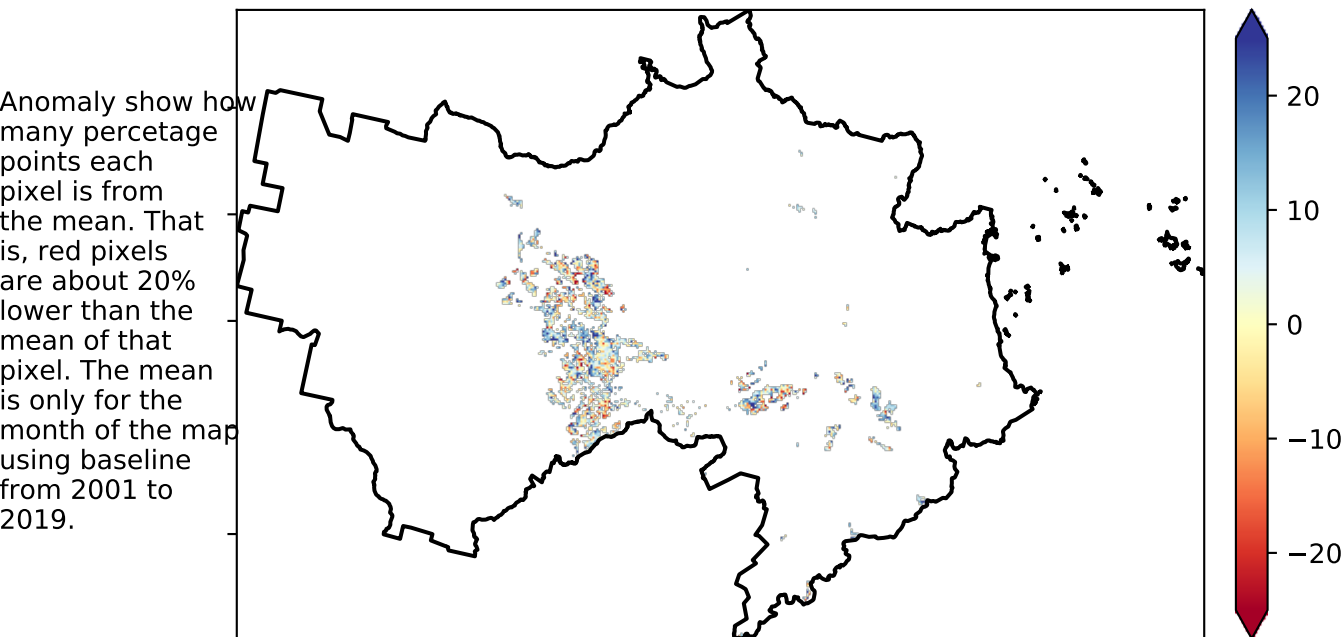 Anomaly show how
many percetage
points each
pixel is from
the mean. That
is, red pixels
are about 20%
lower than the
mean of that
pixel. The mean
is only for the
month of the map
using baseline
from 2001 to
2019.
20
10
0
−10
−20